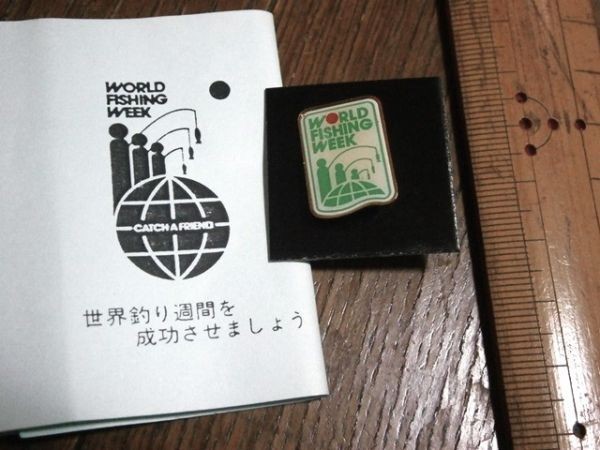 WORLD
FISHING
WEEK
CATCH A FRIEND
世界釣り週間を
成功させましょう
WORLD
FISHING
WEEK